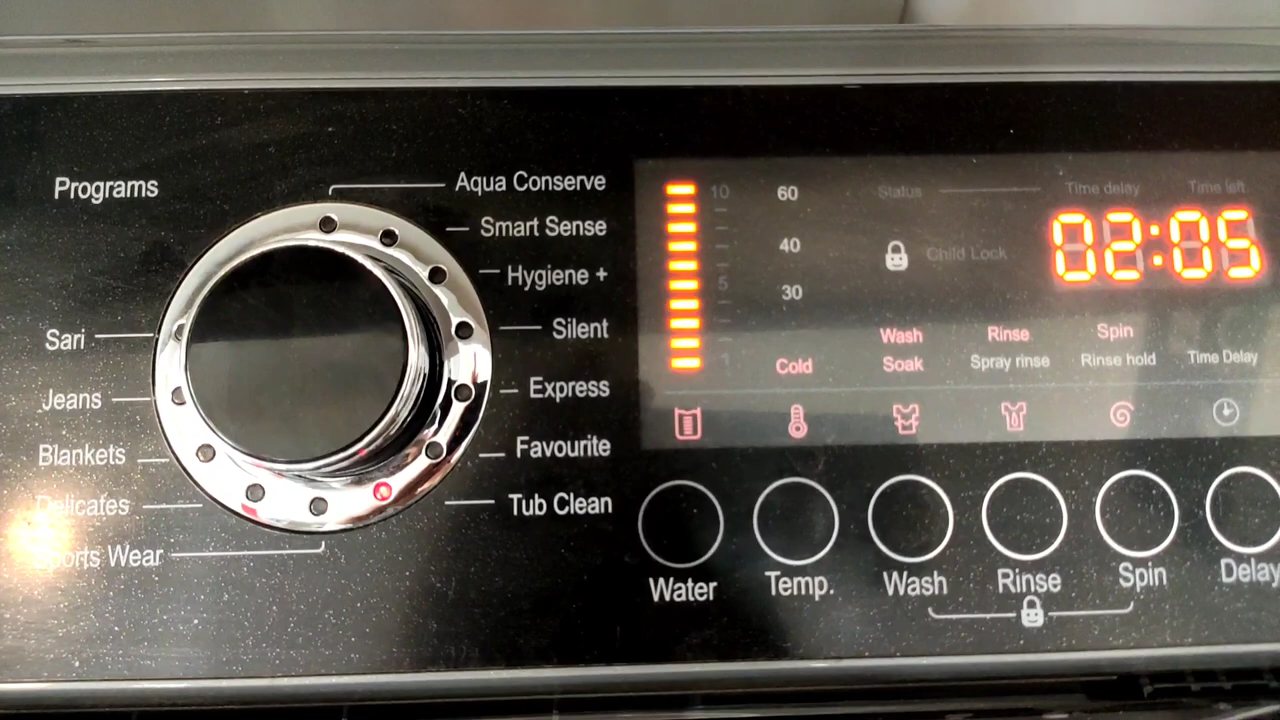 Programs
Aqua Conserve
Smart Sense
Hygiene +
Silent
Express
Favourite
Tub Clean
Sari
Jeans
Blankets
Delicates
Sports Wear
10
5
1
60
40
30
Cold
Status
Time delay
Time left
Child Lock
02:05
Wash
Rinse
Spin
Soak
Spray rinse
Rinse hold
Time Delay
Water
Temp.
Wash
Rinse
Spin
Delay